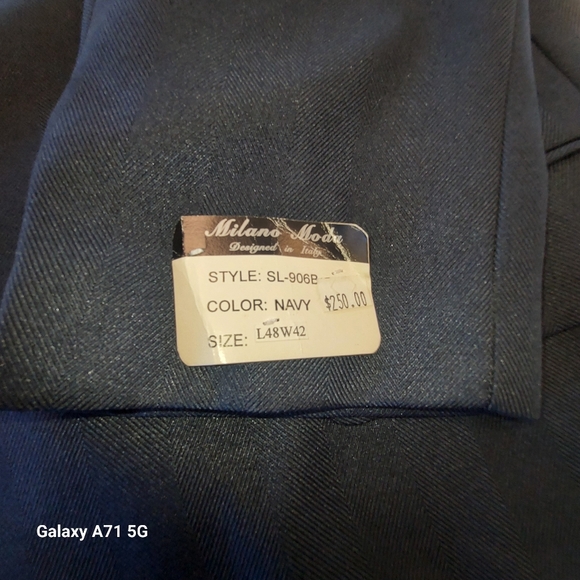 Milano Moda
Designed in Italy
STYLE: SL-906B
COLOR: NAVY
$250.00
SIZE: L48W42
Galaxy A71 5G